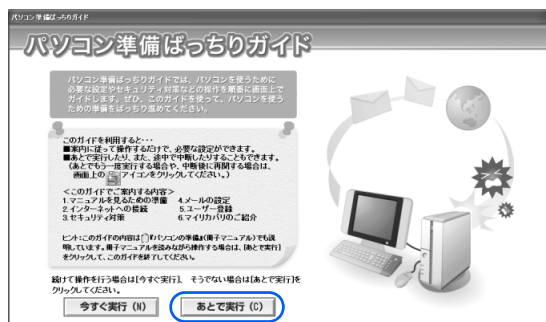 パソコン準備ばっちりガイド
パソコン準備ばっちりガイド
パソコン準備ばっちりガイドでは、パソコンを使うために
必要な設定やセキュリティ対策などの操作を順番に画面上で
ガイドします。ぜひ、このガイドを使って、パソコンを使う
ための準備をばっちり進めてください。
このガイドを利用すると・・・
■案内に従って操作するだけで、必要な設定ができます。
■あとで実行したり、また、途中で中断したりすることもできます。
(あとでもう一度実行する場合や、中断後に再開する場合は、
画面上の アイコンをクリックしてください。)
<このガイドでご案内する内容>
1.マニュアルを見るための準備 4.メールの設定
2.インターネットへの接続 5.ユーザー登録
3.セキュリティ対策 6.マイリカバリのご紹介
ヒント:このガイドの内容は『パソコンの準備』(冊子マニュアル)でも説
明しています。冊子マニュアルを読みながら操作する場合は、[あとで実行]
をクリックして、このガイドを終了してください。
続けて操作を行う場合は[今すぐ実行]、そうでない場合は[あとで実行]を
クリックしてください。
今すぐ実行 (N) あとで実行 (C)